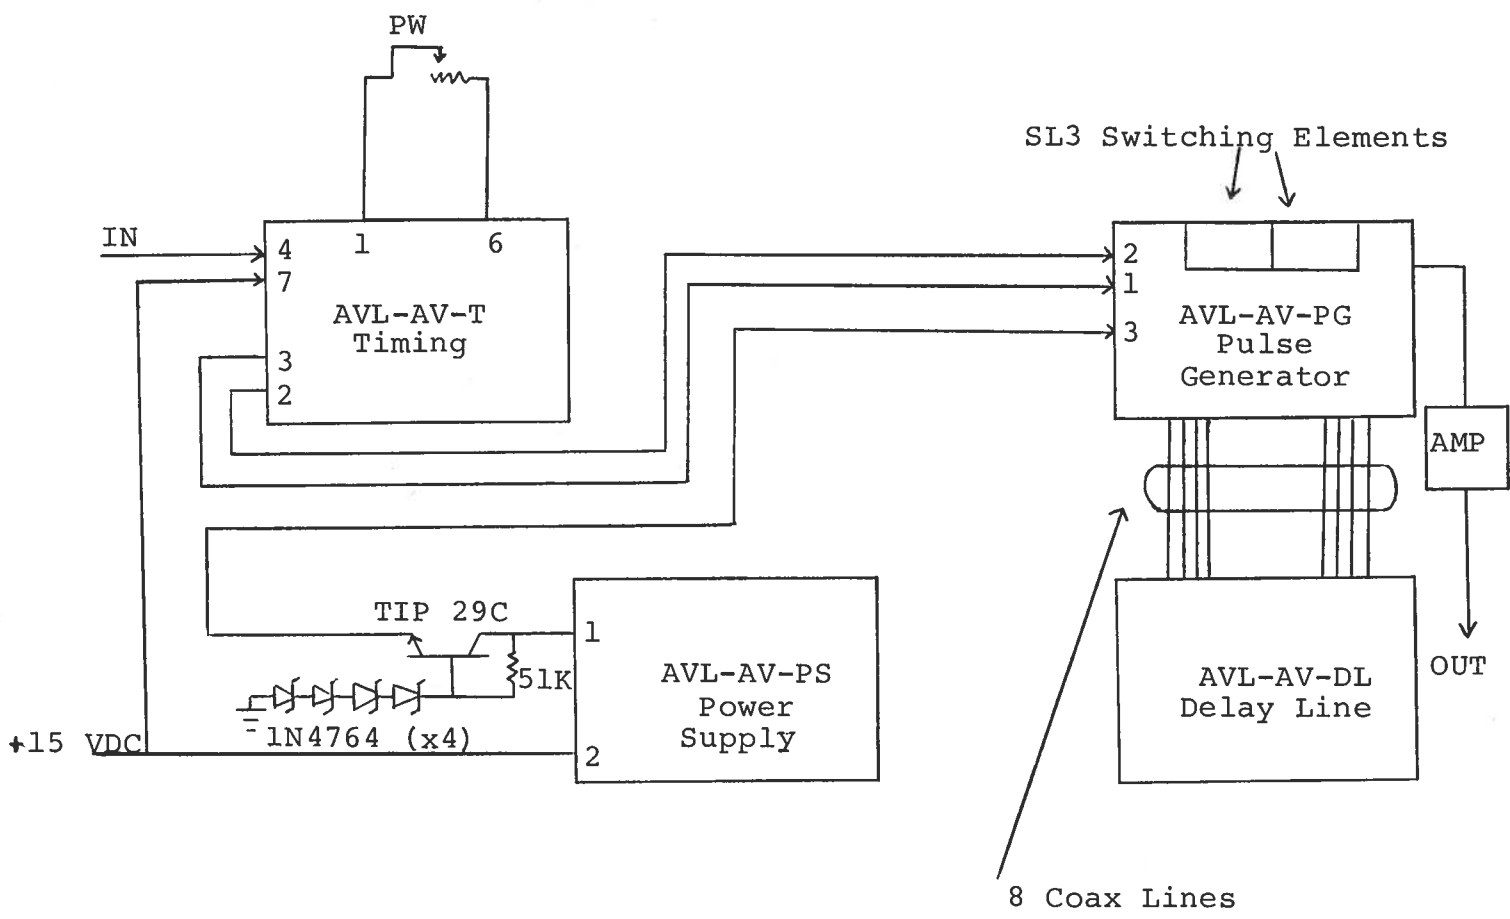 PW
SL3 Switching Elements
IN
4
1
6
7
AVL-AV-T
Timing
3
2
2
1
3
AVL-AV-PG
Pulse
Generator
AMP
TIP 29C
1
51K
AVL-AV-PS
Power
Supply
2
1N4764 (x4)
+15 VDC
AVL-AV-DL
Delay Line
OUT
8 Coax Lines